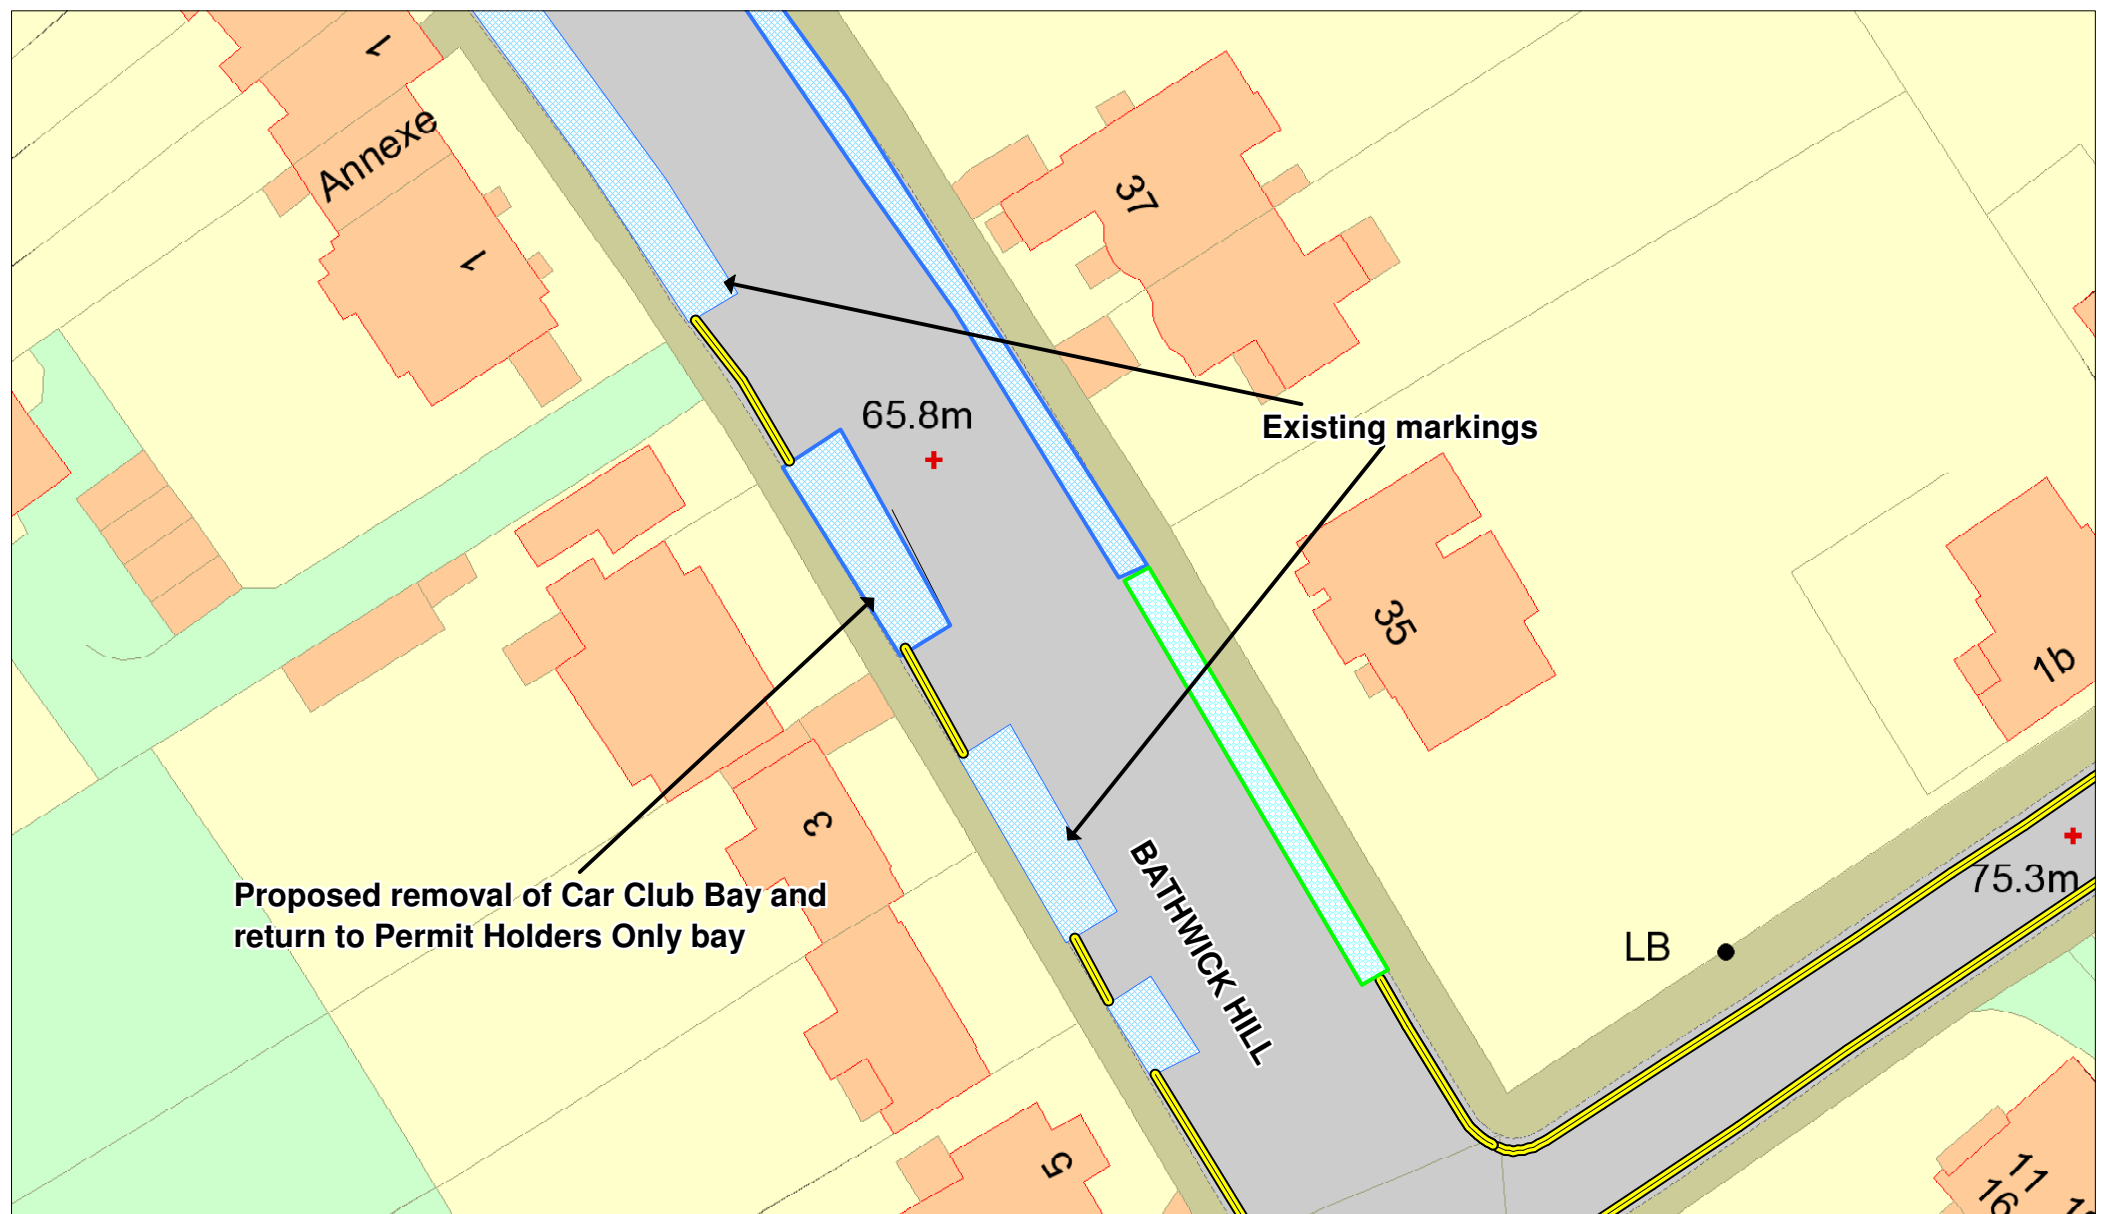 1
Annexe
1
37
65.8m
Existing markings
35
1b
3
75.3m
Proposed removal of Car Club Bay and
return to Permit Holders Only bay
BATHWICK HILL
LB
5
11
16